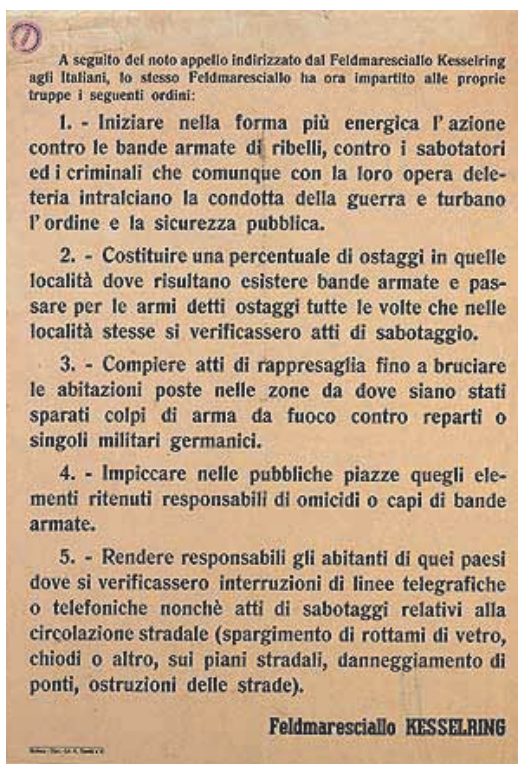 A seguito del noto appello indirizzato dal Feldmaresciallo Kesselring
agli Italiani, lo stesso Feldmaresciallo ha ora impartito alle proprie
truppe i seguenti ordini:
1. - Iniziare nella forma più energica l'azione
contro le bande armate di ribelli, contro i sabotatori
ed i criminali che comunque con la loro opera dele-
teria intralciano la condotta della guerra e turbano
l'ordine e la sicurezza pubblica.
2. - Costituire una percentuale di ostaggi in quelle
località dove risultano esistere bande armate e pas-
sare per le armi detti ostaggi tutte le volte che nelle
località stesse si verificassero atti di sabotaggio.
3. - Compiere atti di rappresaglia fino a bruciare
le abitazioni poste nelle zone da dove siano stati
sparati colpi di arma da fuoco contro reparti o
singoli militari germanici.
4. - Impiccare nelle pubbliche piazze quegli ele-
menti ritenuti responsabili di omicidi o capi di bande
armate.
5. - Rendere responsabili gli abitanti di quei paesi
dove si verificassero interruzioni di linee telegrafiche
o telefoniche nonchè atti di sabotaggi relativi alla
circolazione stradale (spargimento di rottami di vetro,
chiodi o altro, sui piani stradali, danneggiamento di
ponti, ostruzioni delle strade).
Feldmaresciallo KESSELRING